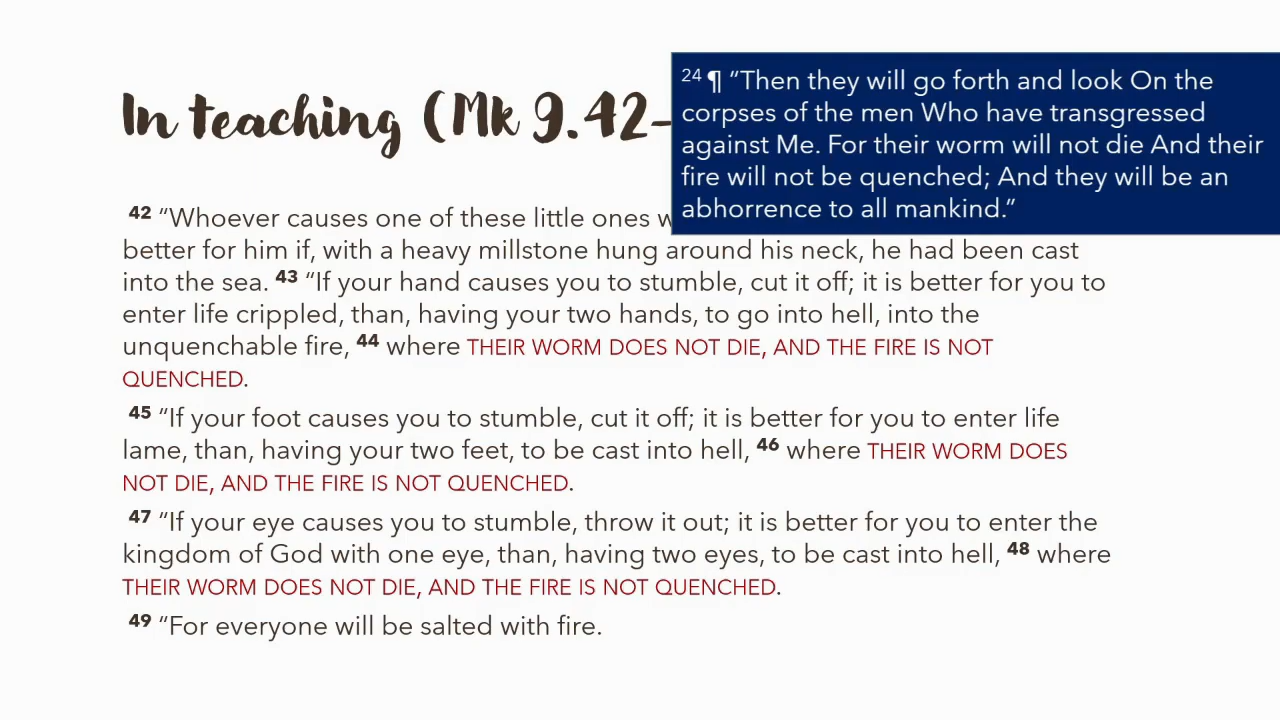 In teaching (Mk 9.42-
24 ¶ “Then they will go forth and look On the
corpses of the men Who have transgressed
against Me. For their worm will not die And their
fire will not be quenched; And they will be an
abhorrence to all mankind.”
42 “Whoever causes one of these little ones
better for him if, with a heavy millstone hung around his neck, he had been cast
into the sea. 43 “If your hand causes you to stumble, cut it off; it is better for you to
enter life crippled, than, having your two hands, to go into hell, into the
unquenchable fire, 44 where THEIR WORM DOES NOT DIE, AND THE FIRE IS NOT
QUENCHED.
45 “If your foot causes you to stumble, cut it off; it is better for you to enter life
lame, than, having your two feet, to be cast into hell, 46 where THEIR WORM DOES
NOT DIE, AND THE FIRE IS NOT QUENCHED.
47 “If your eye causes you to stumble, throw it out; it is better for you to enter the
kingdom of God with one eye, than, having two eyes, to be cast into hell, 48 where
THEIR WORM DOES NOT DIE, AND THE FIRE IS NOT QUENCHED.
49 “For everyone will be salted with fire.